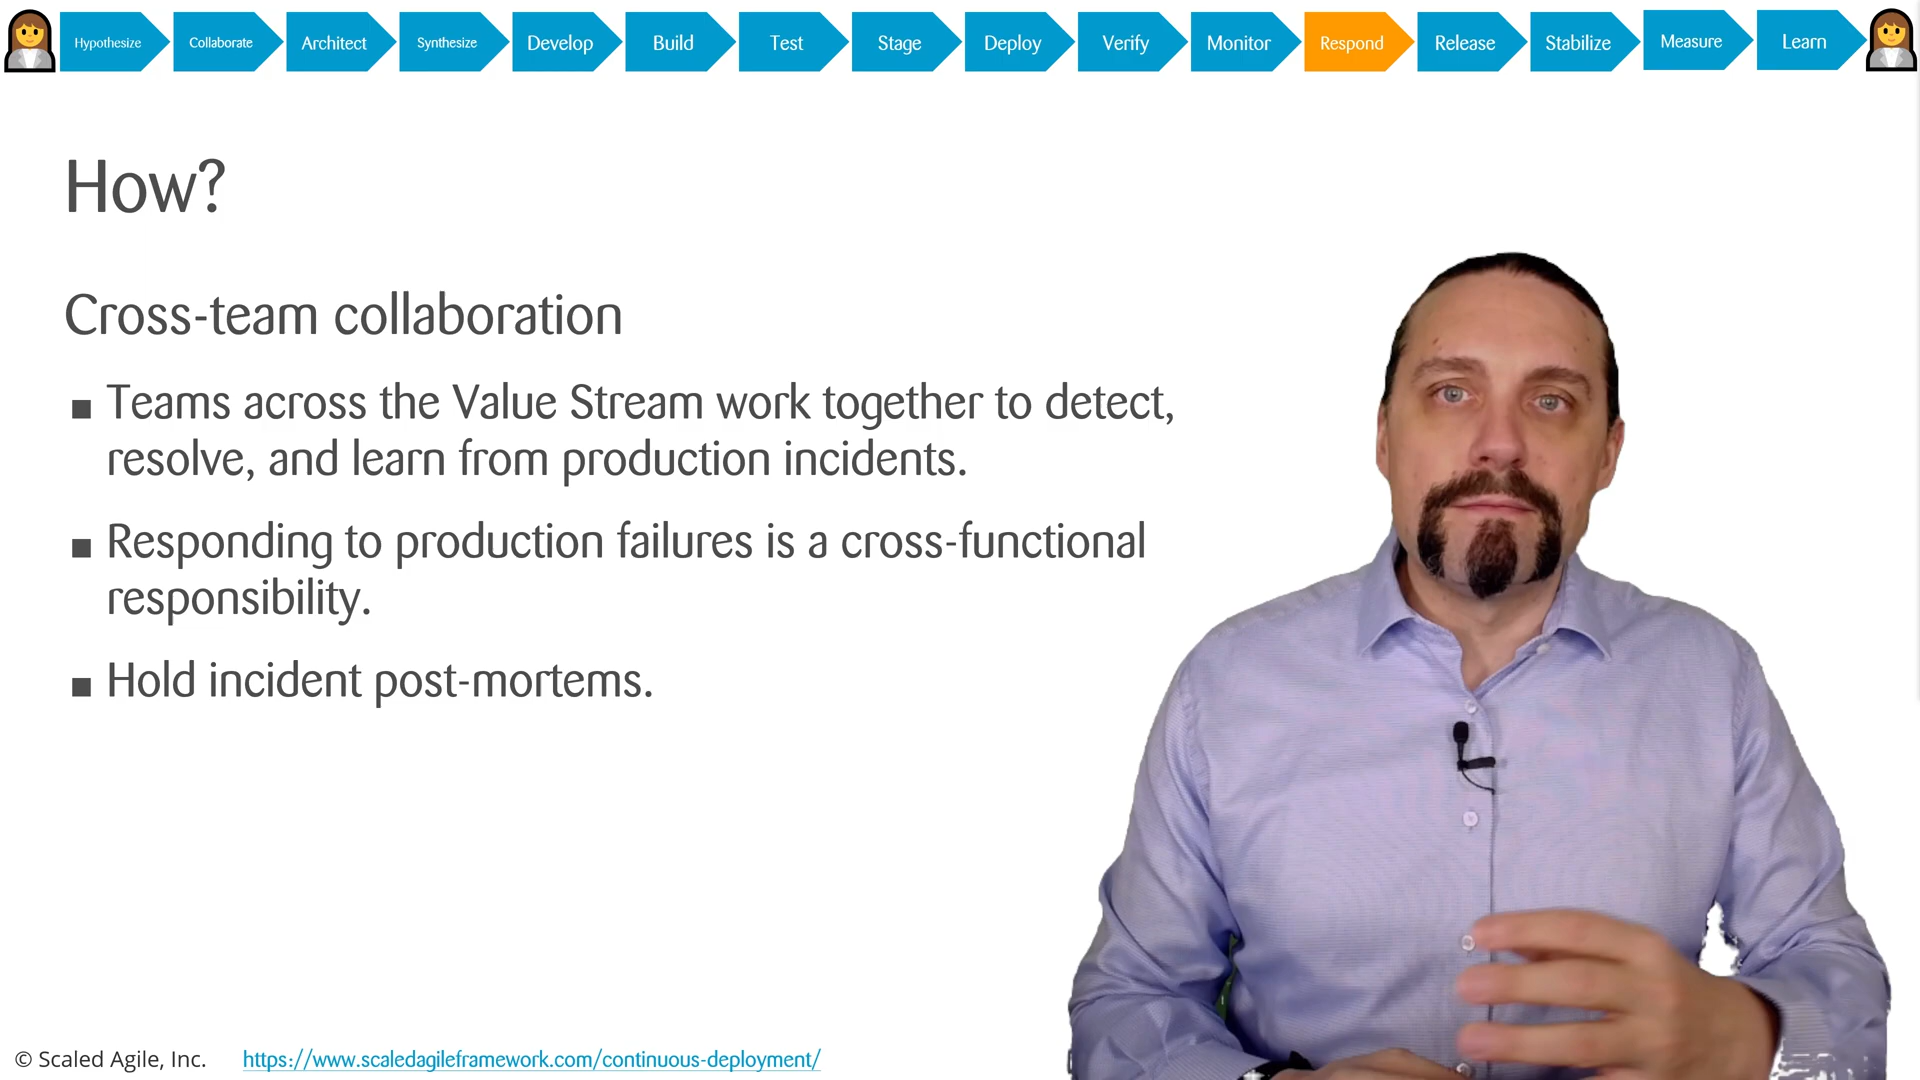 Hypothesize Collaborate Architect Synthesize Develop Build Test Stage Deploy Verify Monitor Respond Release Stabilize Measure Learn
How?
Cross-team collaboration
■ Teams across the Value Stream work together to detect,
resolve, and learn from production incidents.
■ Responding to production failures is a cross-functional
responsibility.
■ Hold incident post-mortems.
© Scaled Agile, Inc. https://www.scaledagileframework.com/continuous-deployment/